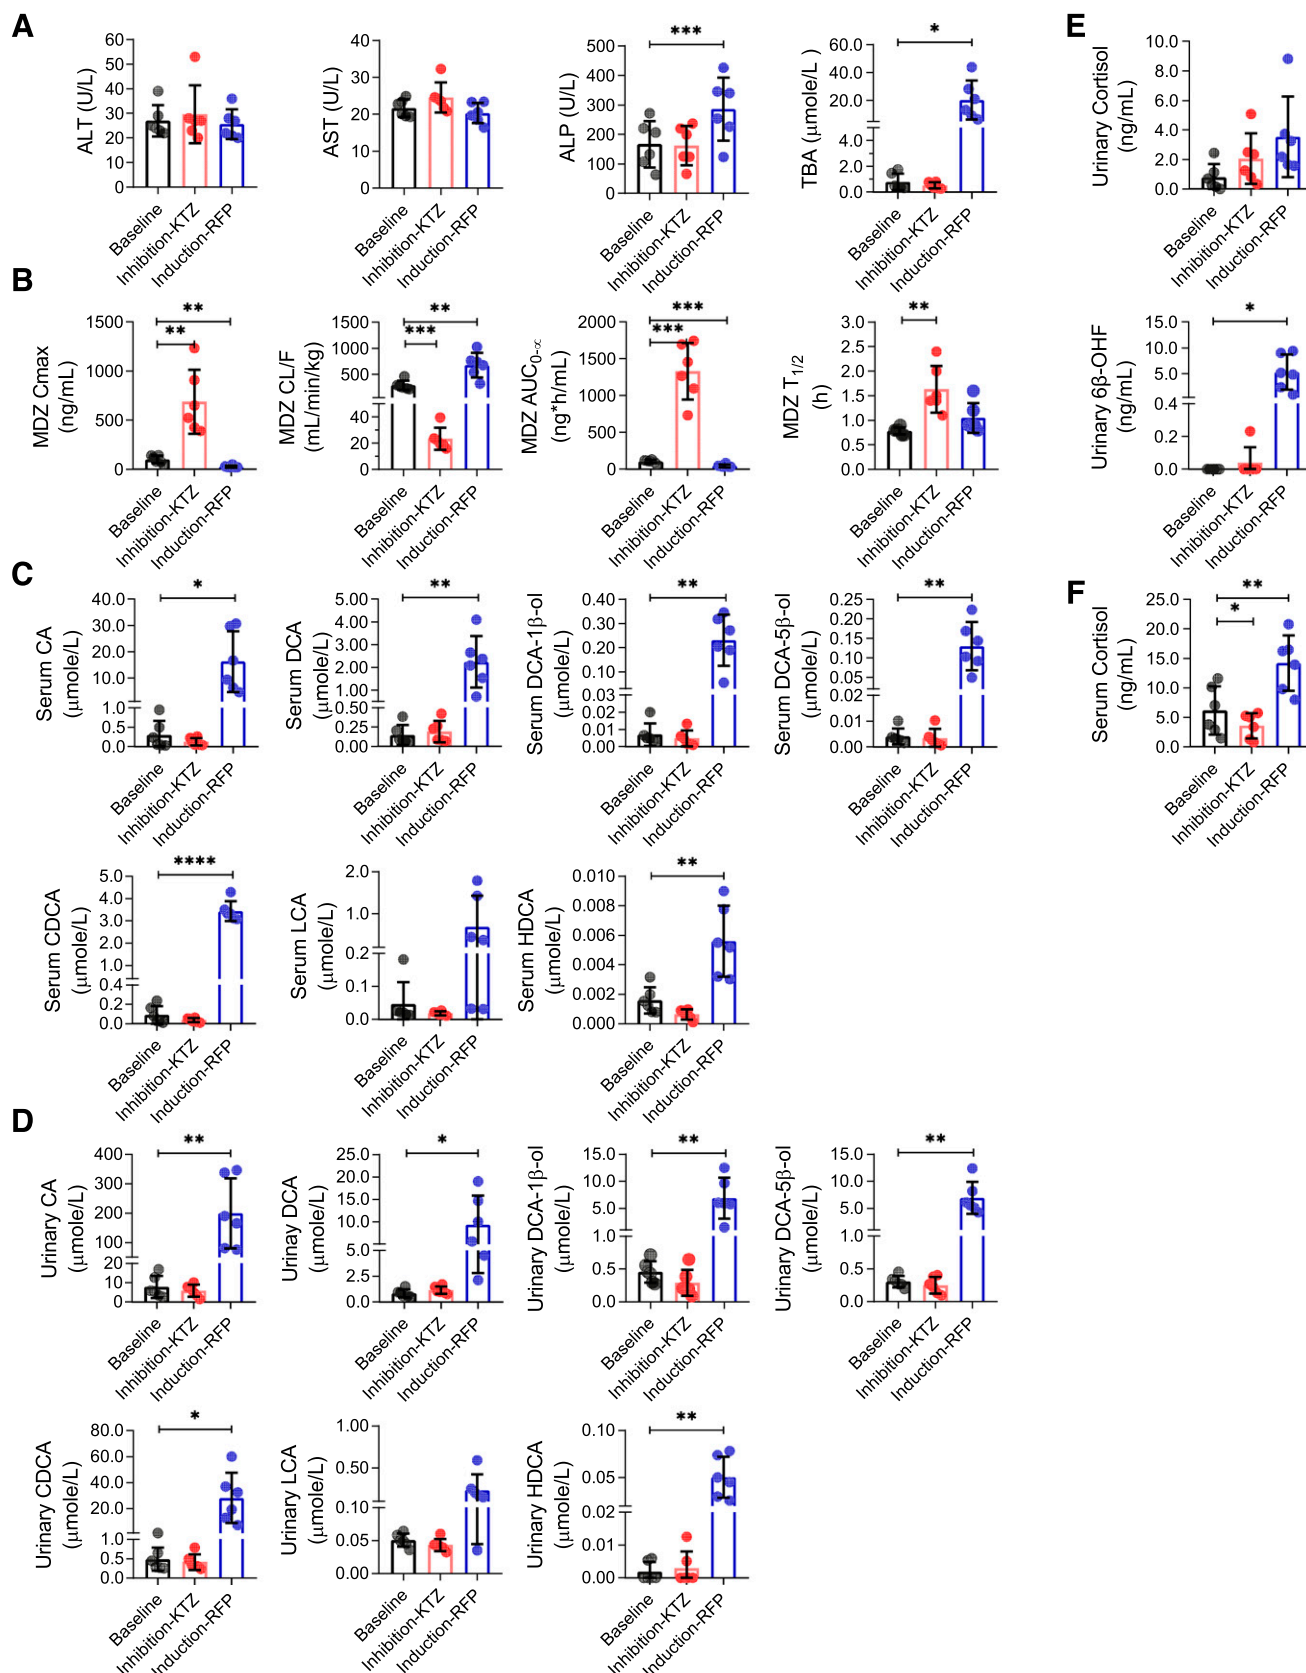 A
ALT (U/L)
60
50
40
30
20
10
0
Baseline
Inhibition-KTZ
Induction-RFP
AST (U/L)
40
30
20
10
0
Baseline
Inhibition-KTZ
Induction-RFP
ALP (U/L)
500
400
300
200
100
0
***
Baseline
Inhibition-KTZ
Induction-RFP
TBA (μmole/L )
60.0
40.0
20.0
4.0
2.0
0.0
*
Baseline
Inhibition-KTZ
Induction-RFP
E
Urinary Cortisol
(ng/mL)
10.0
8.0
6.0
4.0
2.0
0.0
B
MDZ Cmax
(ng/mL)
1500
1000
500
0
**
**
Baseline
Inhibition-KTZ
Induction-RFP
MDZ CL/F
(mL/min/kg)
1500
1000
500
40
20
0
**
***
Baseline
Inhibition-KTZ
Induction-RFP
MDZ AUC0-∝
(ng*h/mL)
2000
1500
1000
500
0
***
***
Baseline
Inhibition-KTZ
Induction-RFP
MDZ T1/2
(h)
3.0
2.5
2.0
1.5
1.0
0.5
0.0
**
Baseline
Inhibition-KTZ
Induction-RFP
Urinary 6β-OHF
(ng/mL)
15.0
10.0
5.0
0.4
0.2
0.0
*
Baseline
Inhibition-KTZ
Induction-RFP
C
Serum CA
(μmole/L)
40.0
30.0
20.0
10.0
1.0
0.5
0.0
*
Baseline
Inhibition-KTZ
Induction-RFP
Serum DCA
(μmole/L)
5.00
4.00
3.00
2.00
1.00
0.50
0.25
0.00
**
Baseline
Inhibition-KTZ
Induction-RFP
Serum DCA-1β-ol
(μmole/L)
0.40
0.30
0.20
0.10
0.03
0.02
0.01
0.00
**
Baseline
Inhibition-KTZ
Induction-RFP
Serum DCA-5β-ol
(μmole/L)
0.25
0.20
0.15
0.10
0.05
0.02
0.01
0.00
**
Baseline
Inhibition-KTZ
Induction-RFP
F
Serum Cortisol
(ng/mL)
25.0
20.0
15.0
10.0
5.0
0.0
**
*
Baseline
Inhibition-KTZ
Induction-RFP
Serum CDCA
(μmole/L)
5.0
4.0
3.0
2.0
1.0
0.4
0.2
0.0
****
Baseline
Inhibition-KTZ
Induction-RFP
Serum LCA
(μmole/L)
2.0
1.0
0.2
0.1
0.0
Baseline
Inhibition-KTZ
Induction-RFP
Serum HDCA
(μmole/L)
0.010
0.008
0.006
0.004
0.002
0.000
**
Baseline
Inhibition-KTZ
Induction-RFP
D
Urinary CA
(μmole/L)
400
300
200
100
20
10
0
**
Baseline
Inhibition-KTZ
Induction-RFP
Urinay DCA
(μmole/L)
25.0
20.0
15.0
10.0
5.0
2.5
0.0
*
Baseline
Inhibition-KTZ
Induction-RFP
Urinary DCA-1β-ol
(μmole/L)
15.0
10.0
5.0
1.0
0.5
0.0
**
Baseline
Inhibition-KTZ
Induction-RFP
Urinary DCA-5β-ol
(μmole/L)
15.0
10.0
5.0
1.0
0.5
0.0
**
Baseline
Inhibition-KTZ
Induction-RFP
Urinary CDCA
(μmole/L)
80.0
60.0
40.0
20.0
1.0
0.5
0.0
*
Baseline
Inhibition-KTZ
Induction-RFP
Urinary LCA
(μmole/L)
1.00
0.50
0.10
0.05
0.00
Baseline
Inhibition-KTZ
Induction-RFP
Urinary HDCA
(μmole/L)
0.10
0.05
0.02
0.01
0.00
**
Baseline
Inhibition-KTZ
Induction-RFP